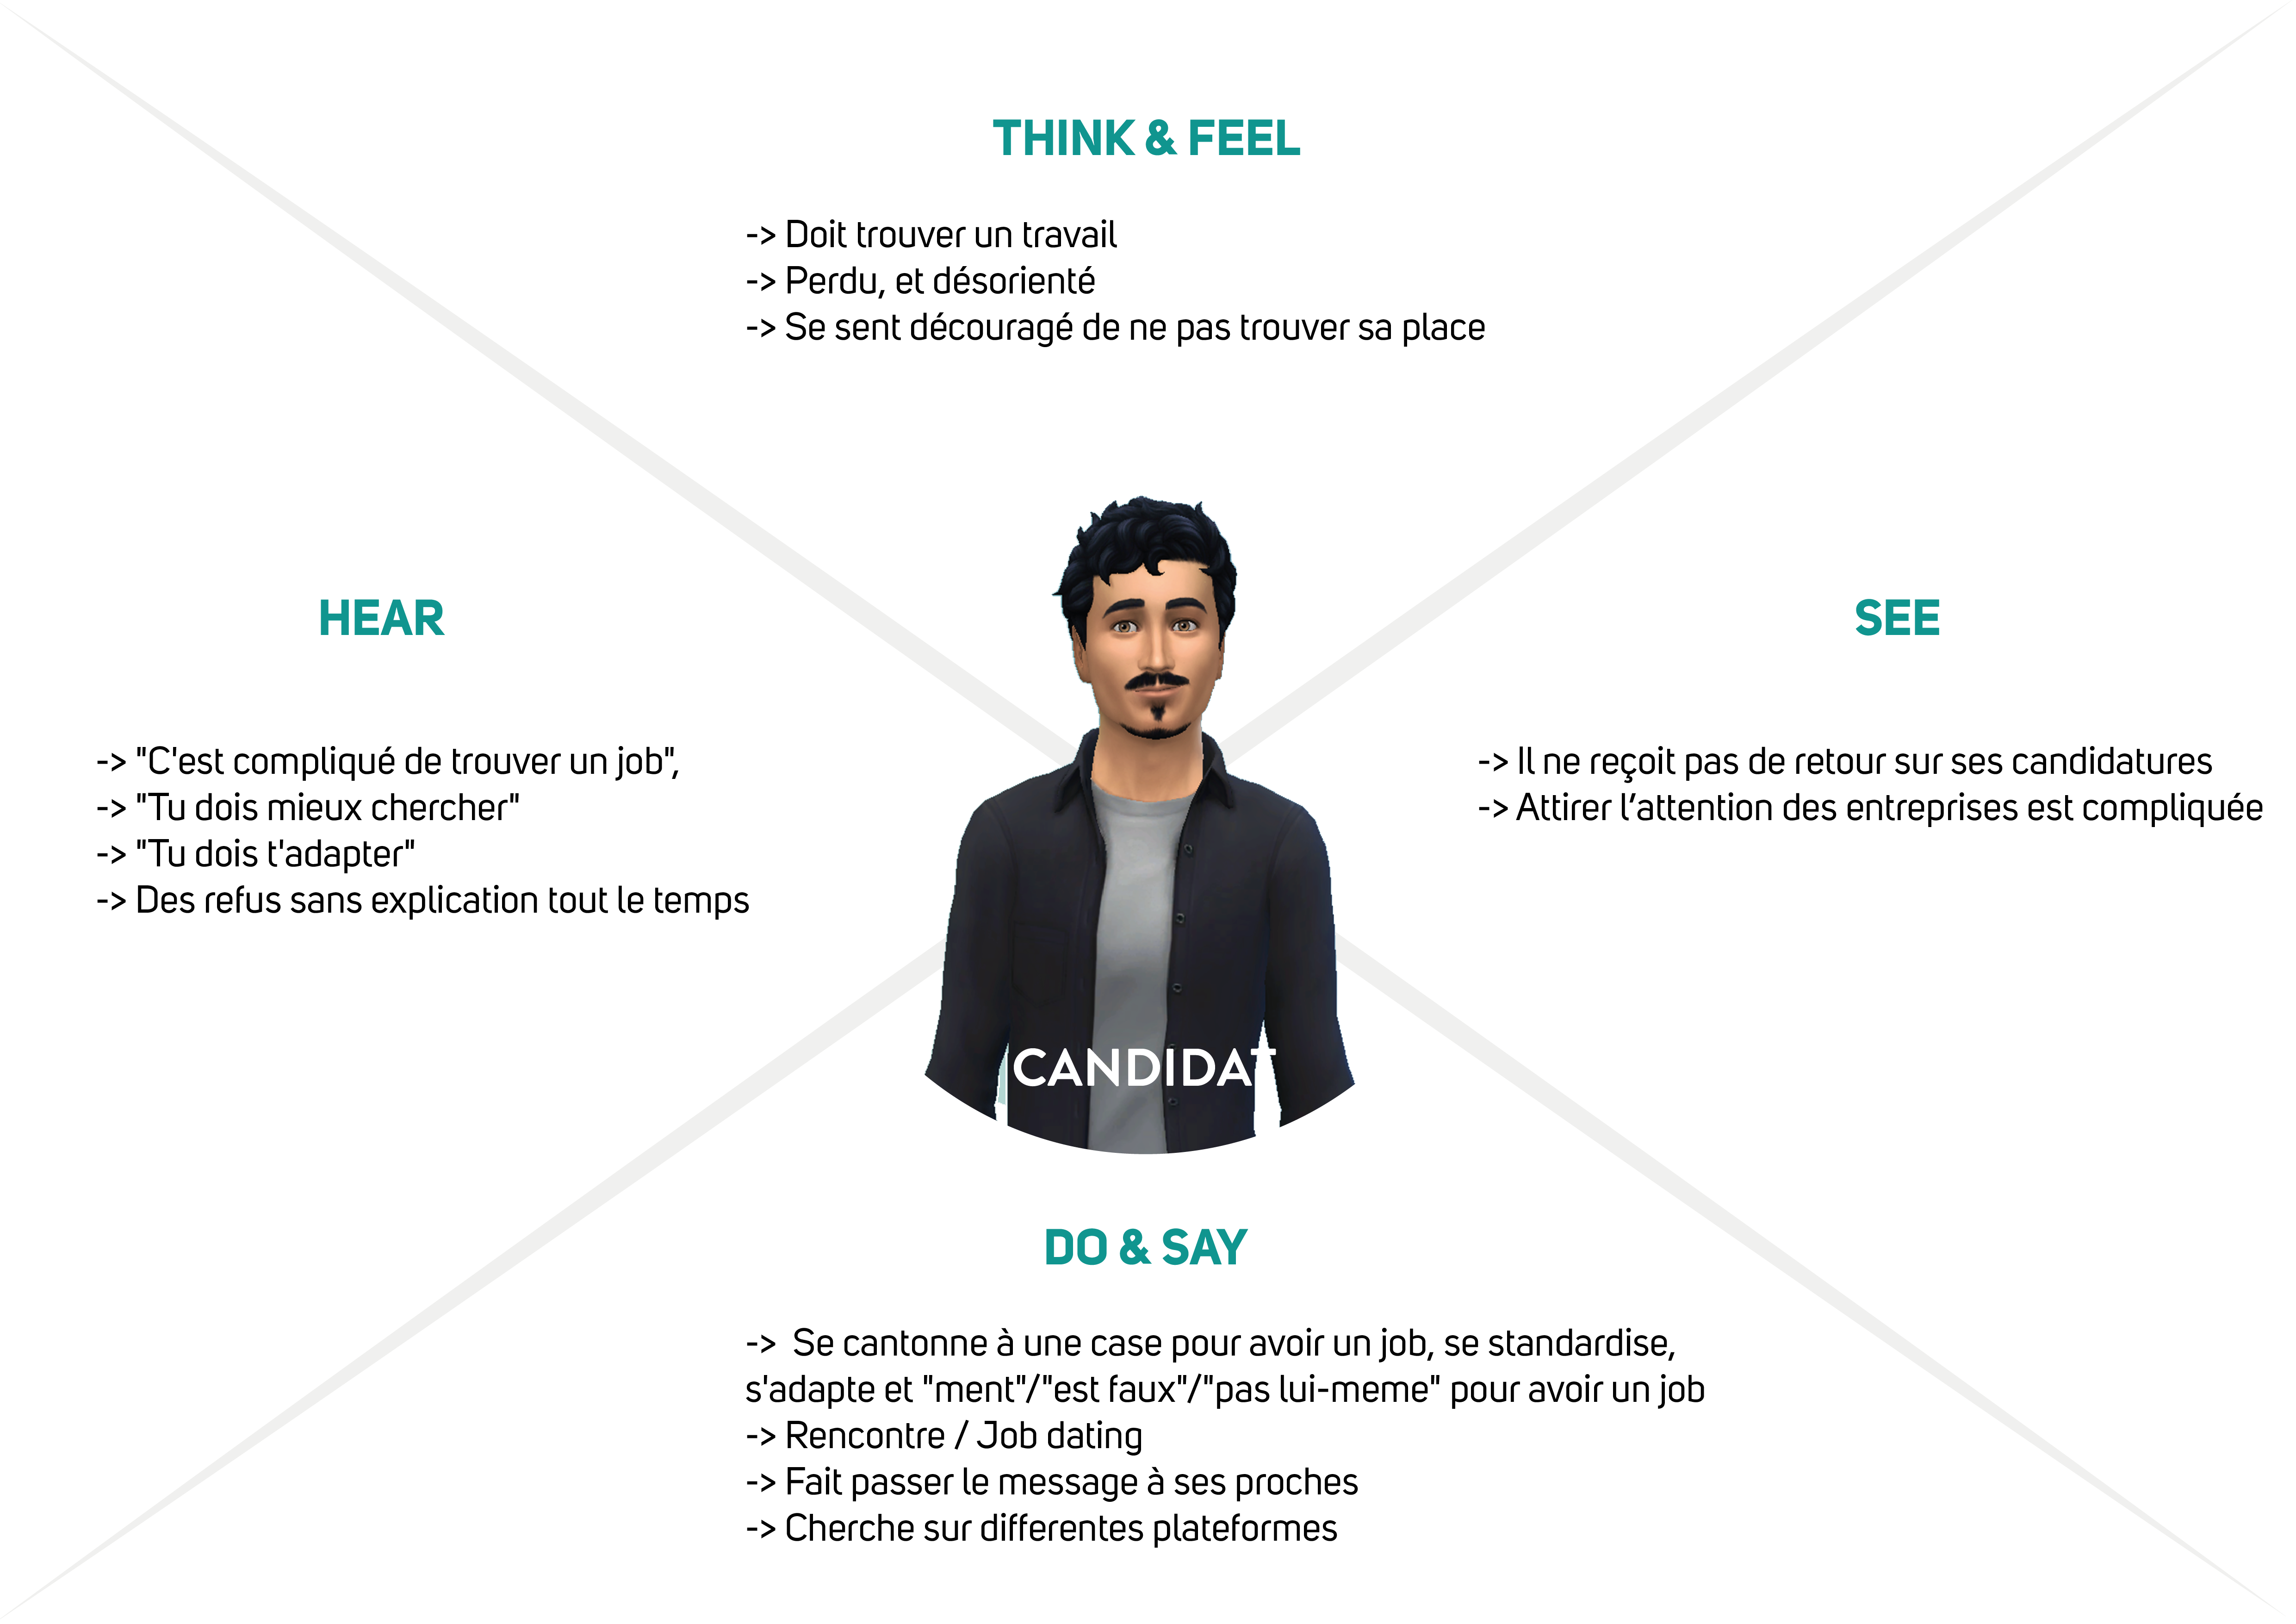 THINK & FEEL
-> Doit trouver un travail
-> Perdu, et désorienté
-> Se sent découragé de ne pas trouver sa place
HEAR
-> "C'est compliqué de trouver un job",
-> "Tu dois mieux chercher"
-> "Tu dois t'adapter"
-> Des refus sans explication tout le temps
SEE
-> Il ne reçoit pas de retour sur ses candidatures
-> Attirer l’attention des entreprises est compliquée
CANDIDAT
DO & SAY
-> Se cantonne à une case pour avoir un job, se standardise,
s'adapte et "ment"/"est faux"/"pas lui-meme" pour avoir un job
-> Rencontre / Job dating
-> Fait passer le message à ses proches
-> Cherche sur differentes plateformes